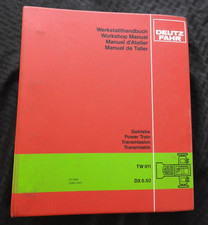 Werkstatthandbuch
Workshop Manual
Manuel d'Atelier
Manual de Taller
DEUTZ
FAHR
Getriebe
Power Train
Transmission
Transmisión
TW 911
DX 6.50